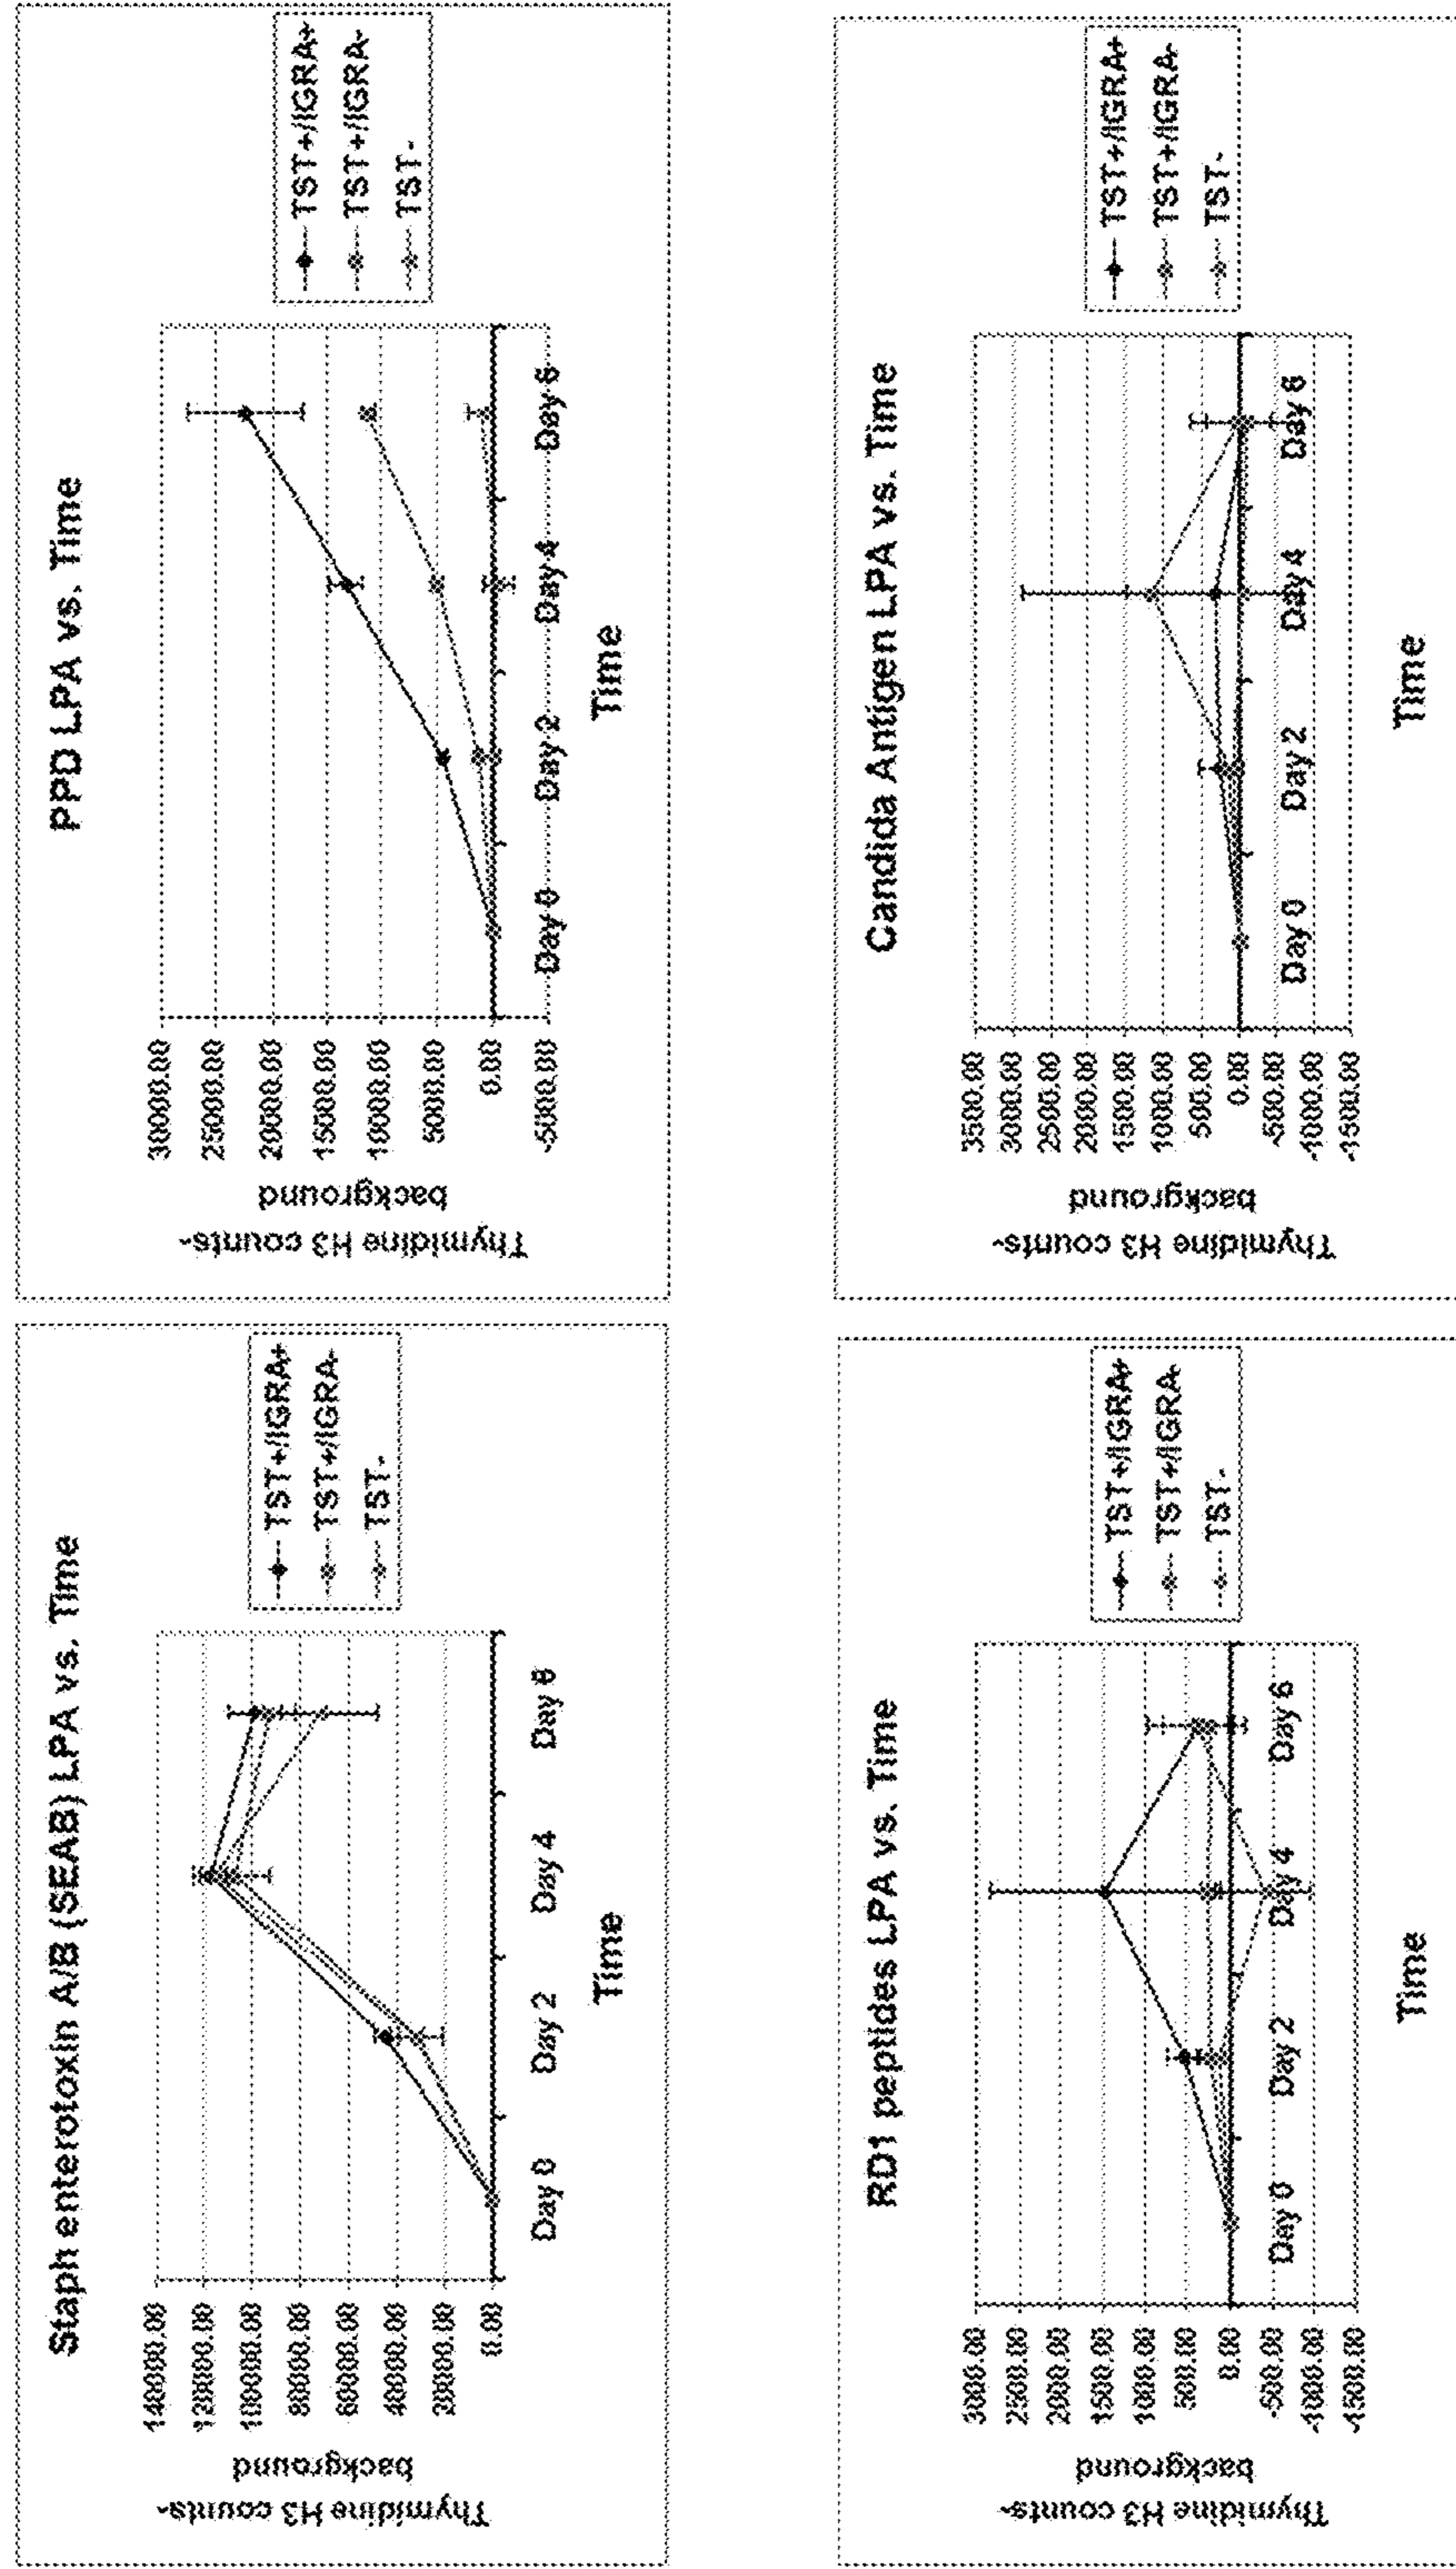 Staph enterotoxin A/B (SEAB) LPA vs. Time
Thymidine H3 counts-
background
140000.00
120000.00
100000.00
80000.00
60000.00
40000.00
20000.00
0.00
Day 0
Day 2
Day 4
Day 6
Time
TST+/IGRA+
TST+/IGRA-
TST-
PPD LPA vs. Time
Thymidine H3 counts-
background
30000.00
25000.00
20000.00
15000.00
10000.00
5000.00
0.00
-5000.00
Day 0
Day 2
Day 4
Day 6
Time
TST+/IGRA+
TST+/IGRA-
TST-
RD1 peptides LPA vs. Time
Thymidine H3 counts-
background
3000.00
2500.00
2000.00
1500.00
1000.00
500.00
0.00
-500.00
-1000.00
-1500.00
Day 0
Day 2
Day 4
Day 6
Time
TST+/IGRA+
TST+/IGRA-
TST-
Candida Antigen LPA vs. Time
Thymidine H3 counts-
background
3500.00
3000.00
2500.00
2000.00
1500.00
1000.00
500.00
0.00
-500.00
-1000.00
-1500.00
Day 0
Day 2
Day 4
Day 6
Time
TST+/IGRA+
TST+/IGRA-
TST-